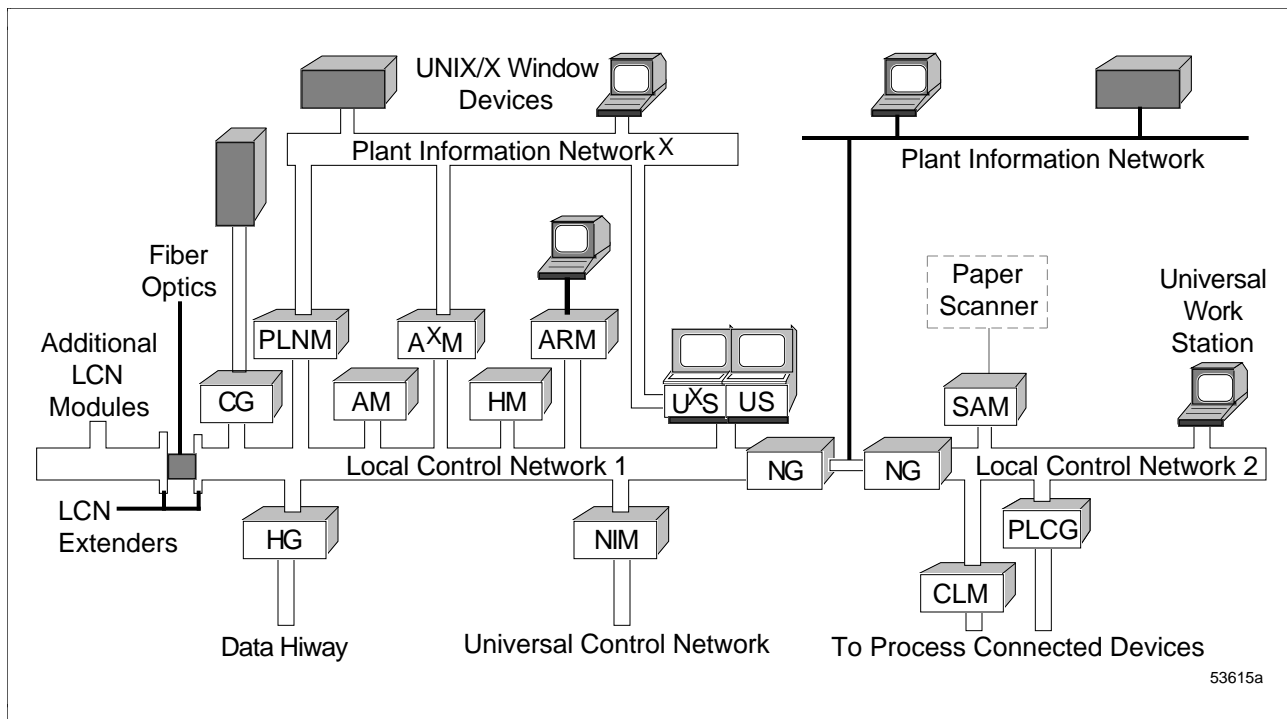 UNIX/X Window
Devices
Plant Information Network X
Plant Information Network
Fiber
Optics
Paper
Scanner
Universal
Work
Station
Additional
LCN
Modules
PLNM
AXM
ARM
CG
AM
HM
UXS
US
SAM
Local Control Network 1
NG
NG
Local Control Network 2
LCN
Extenders
HG
NIM
PLCG
CLM
Data Hiway
Universal Control Network
To Process Connected Devices
53615a